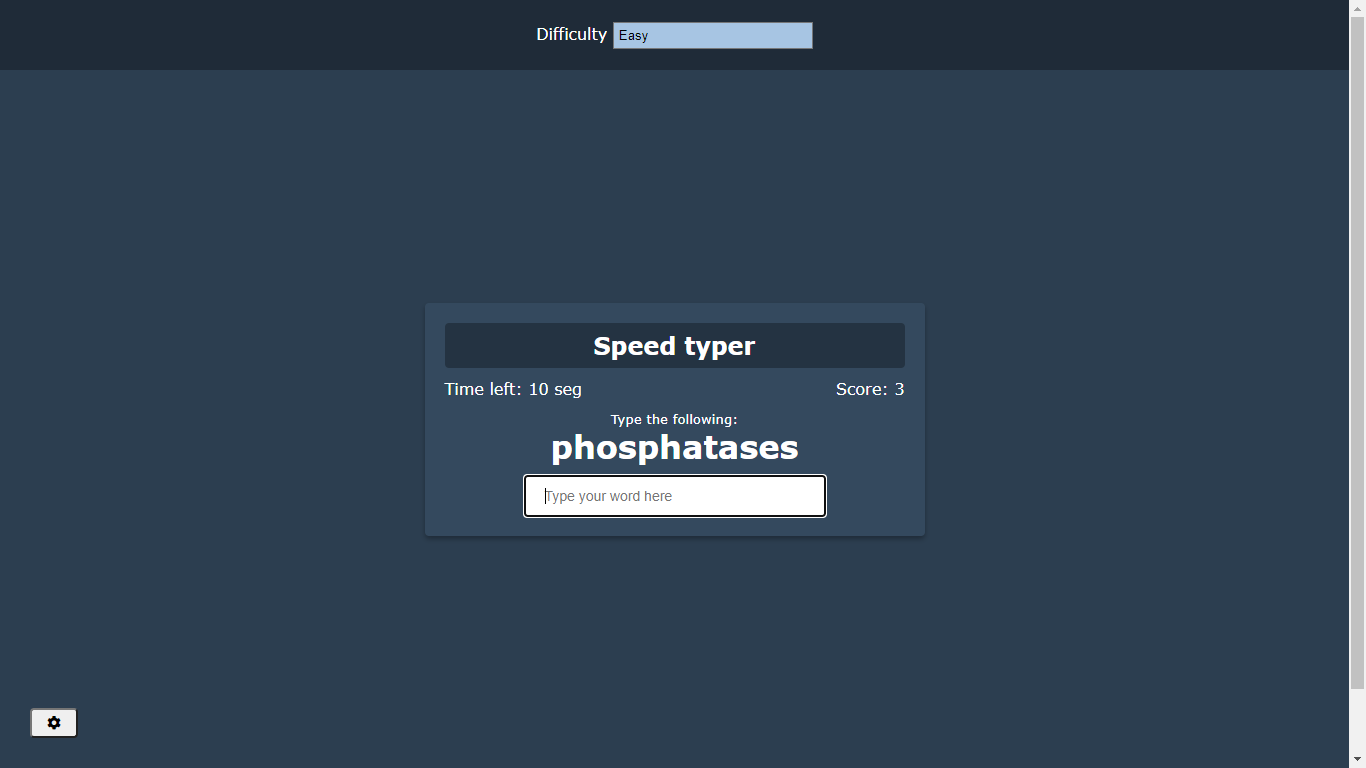 Difficulty Easy
Speed typer
Time left: 10 seg Score: 3
Type the following:
phosphatases
Type your word here